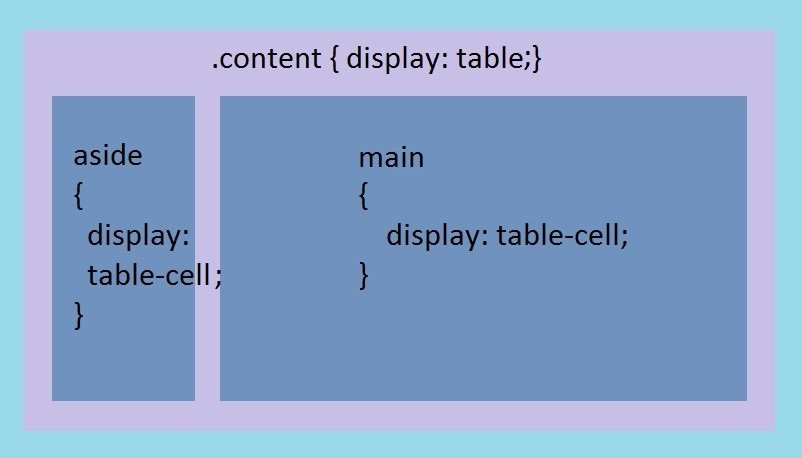 .content { display: table;}
aside
{
display:
table-cell;
}
main
{
display: table-cell;
}